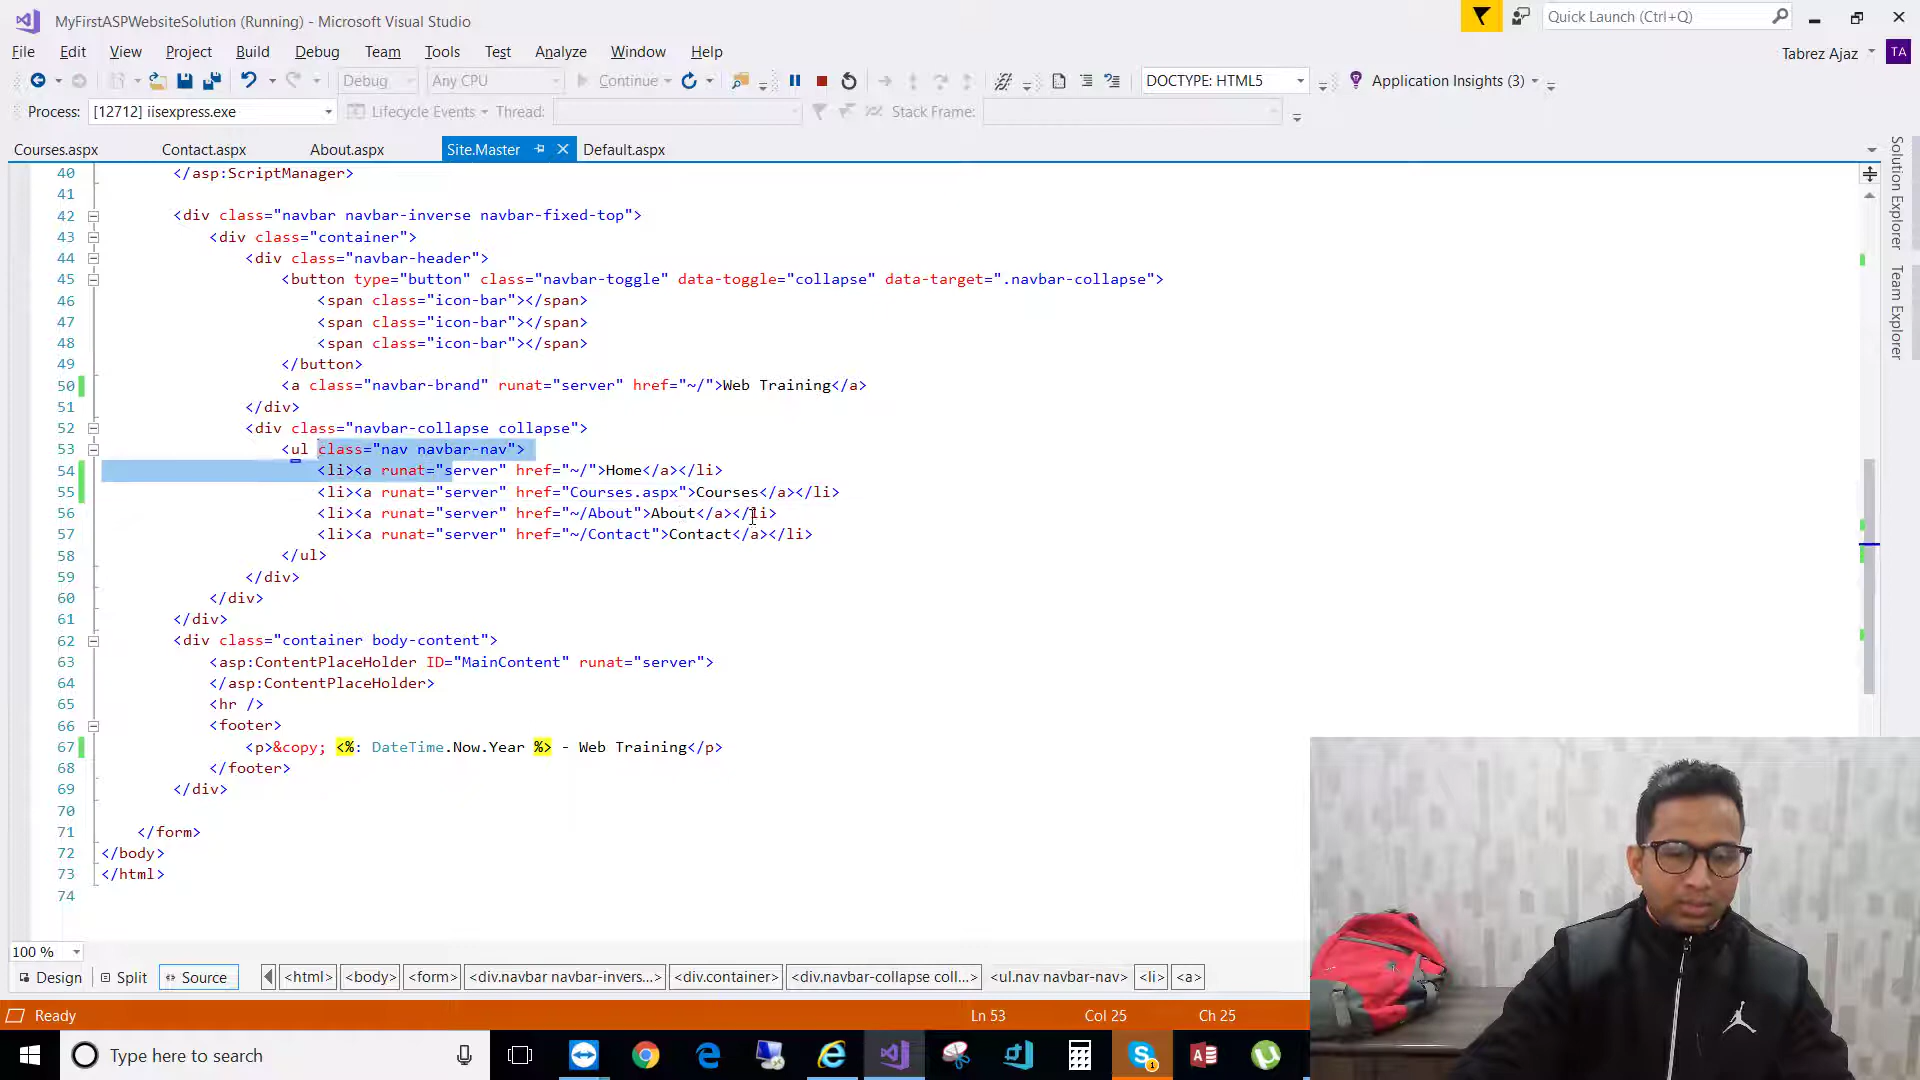 MyFirstASPWebsiteSolution (Running) - Microsoft Visual Studio
Quick Launch (Ctrl+Q)
File Edit View Project Build Debug Team Tools Test Analyze Window Help
Tabrez Ajaz TA
Debug Any CPU Continue DOCTYPE: HTML5 Application Insights (3)
Process: [12712] iisexpress.exe Lifecycle Events Thread: Stack Frame:
Courses.aspx Contact.aspx About.aspx Site.Master Default.aspx
Solution Explorer
Team Explorer
40 </asp:ScriptManager>
41
42 <div class="navbar navbar-inverse navbar-fixed-top">
43 <div class="container">
44 <div class="navbar-header">
45 <button type="button" class="navbar-toggle" data-toggle="collapse" data-target=".navbar-collapse">
46 <span class="icon-bar"></span>
47 <span class="icon-bar"></span>
48 <span class="icon-bar"></span>
49 </button>
50 <a class="navbar-brand" runat="server" href="~/">Web Training</a>
51 </div>
52 <div class="navbar-collapse collapse">
53 <ul class="nav navbar-nav">
54 <li><a runat="server" href="~/">Home</a></li>
55 <li><a runat="server" href="Courses.aspx">Courses</a></li>
56 <li><a runat="server" href="~/About">About</a></li>
57 <li><a runat="server" href="~/Contact">Contact</a></li>
58 </ul>
59 </div>
60 </div>
61 </div>
62 <div class="container body-content">
63 <asp:ContentPlaceHolder ID="MainContent" runat="server">
64 </asp:ContentPlaceHolder>
65 <hr />
66 <footer>
67 <p>&copy; <%: DateTime.Now.Year %> - Web Training</p>
68 </footer>
69 </div>
70
71 </form>
72 </body>
73 </html>
74
100 %
Design Split Source <html> <body> <form> <div.navbar navbar-invers...> <div.container> <div.navbar-collapse coll...> <ul.nav navbar-nav> <li> <a>
Ready Ln 53 Col 25 Ch 25
Type here to search